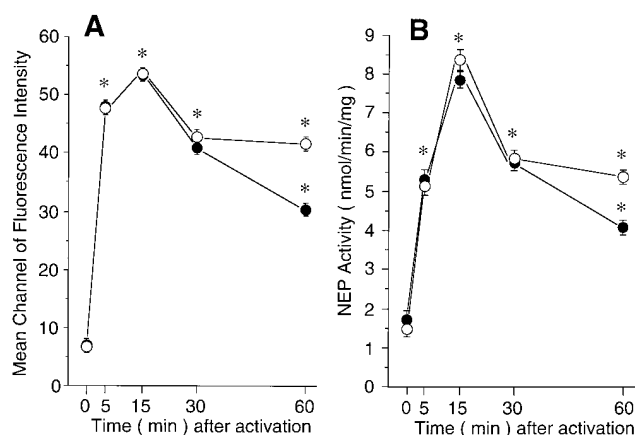 A
Mean Channel of Fluorescence Intensity
60
50
40
30
20
10
0
* * * * *
0 5 15 30 60
Time ( min ) after activation
B
NEP Activity ( nmol/min/mg )
9
8
7
6
5
4
3
2
1
0
* * * * *
0 5 15 30 60
Time ( min ) after activation